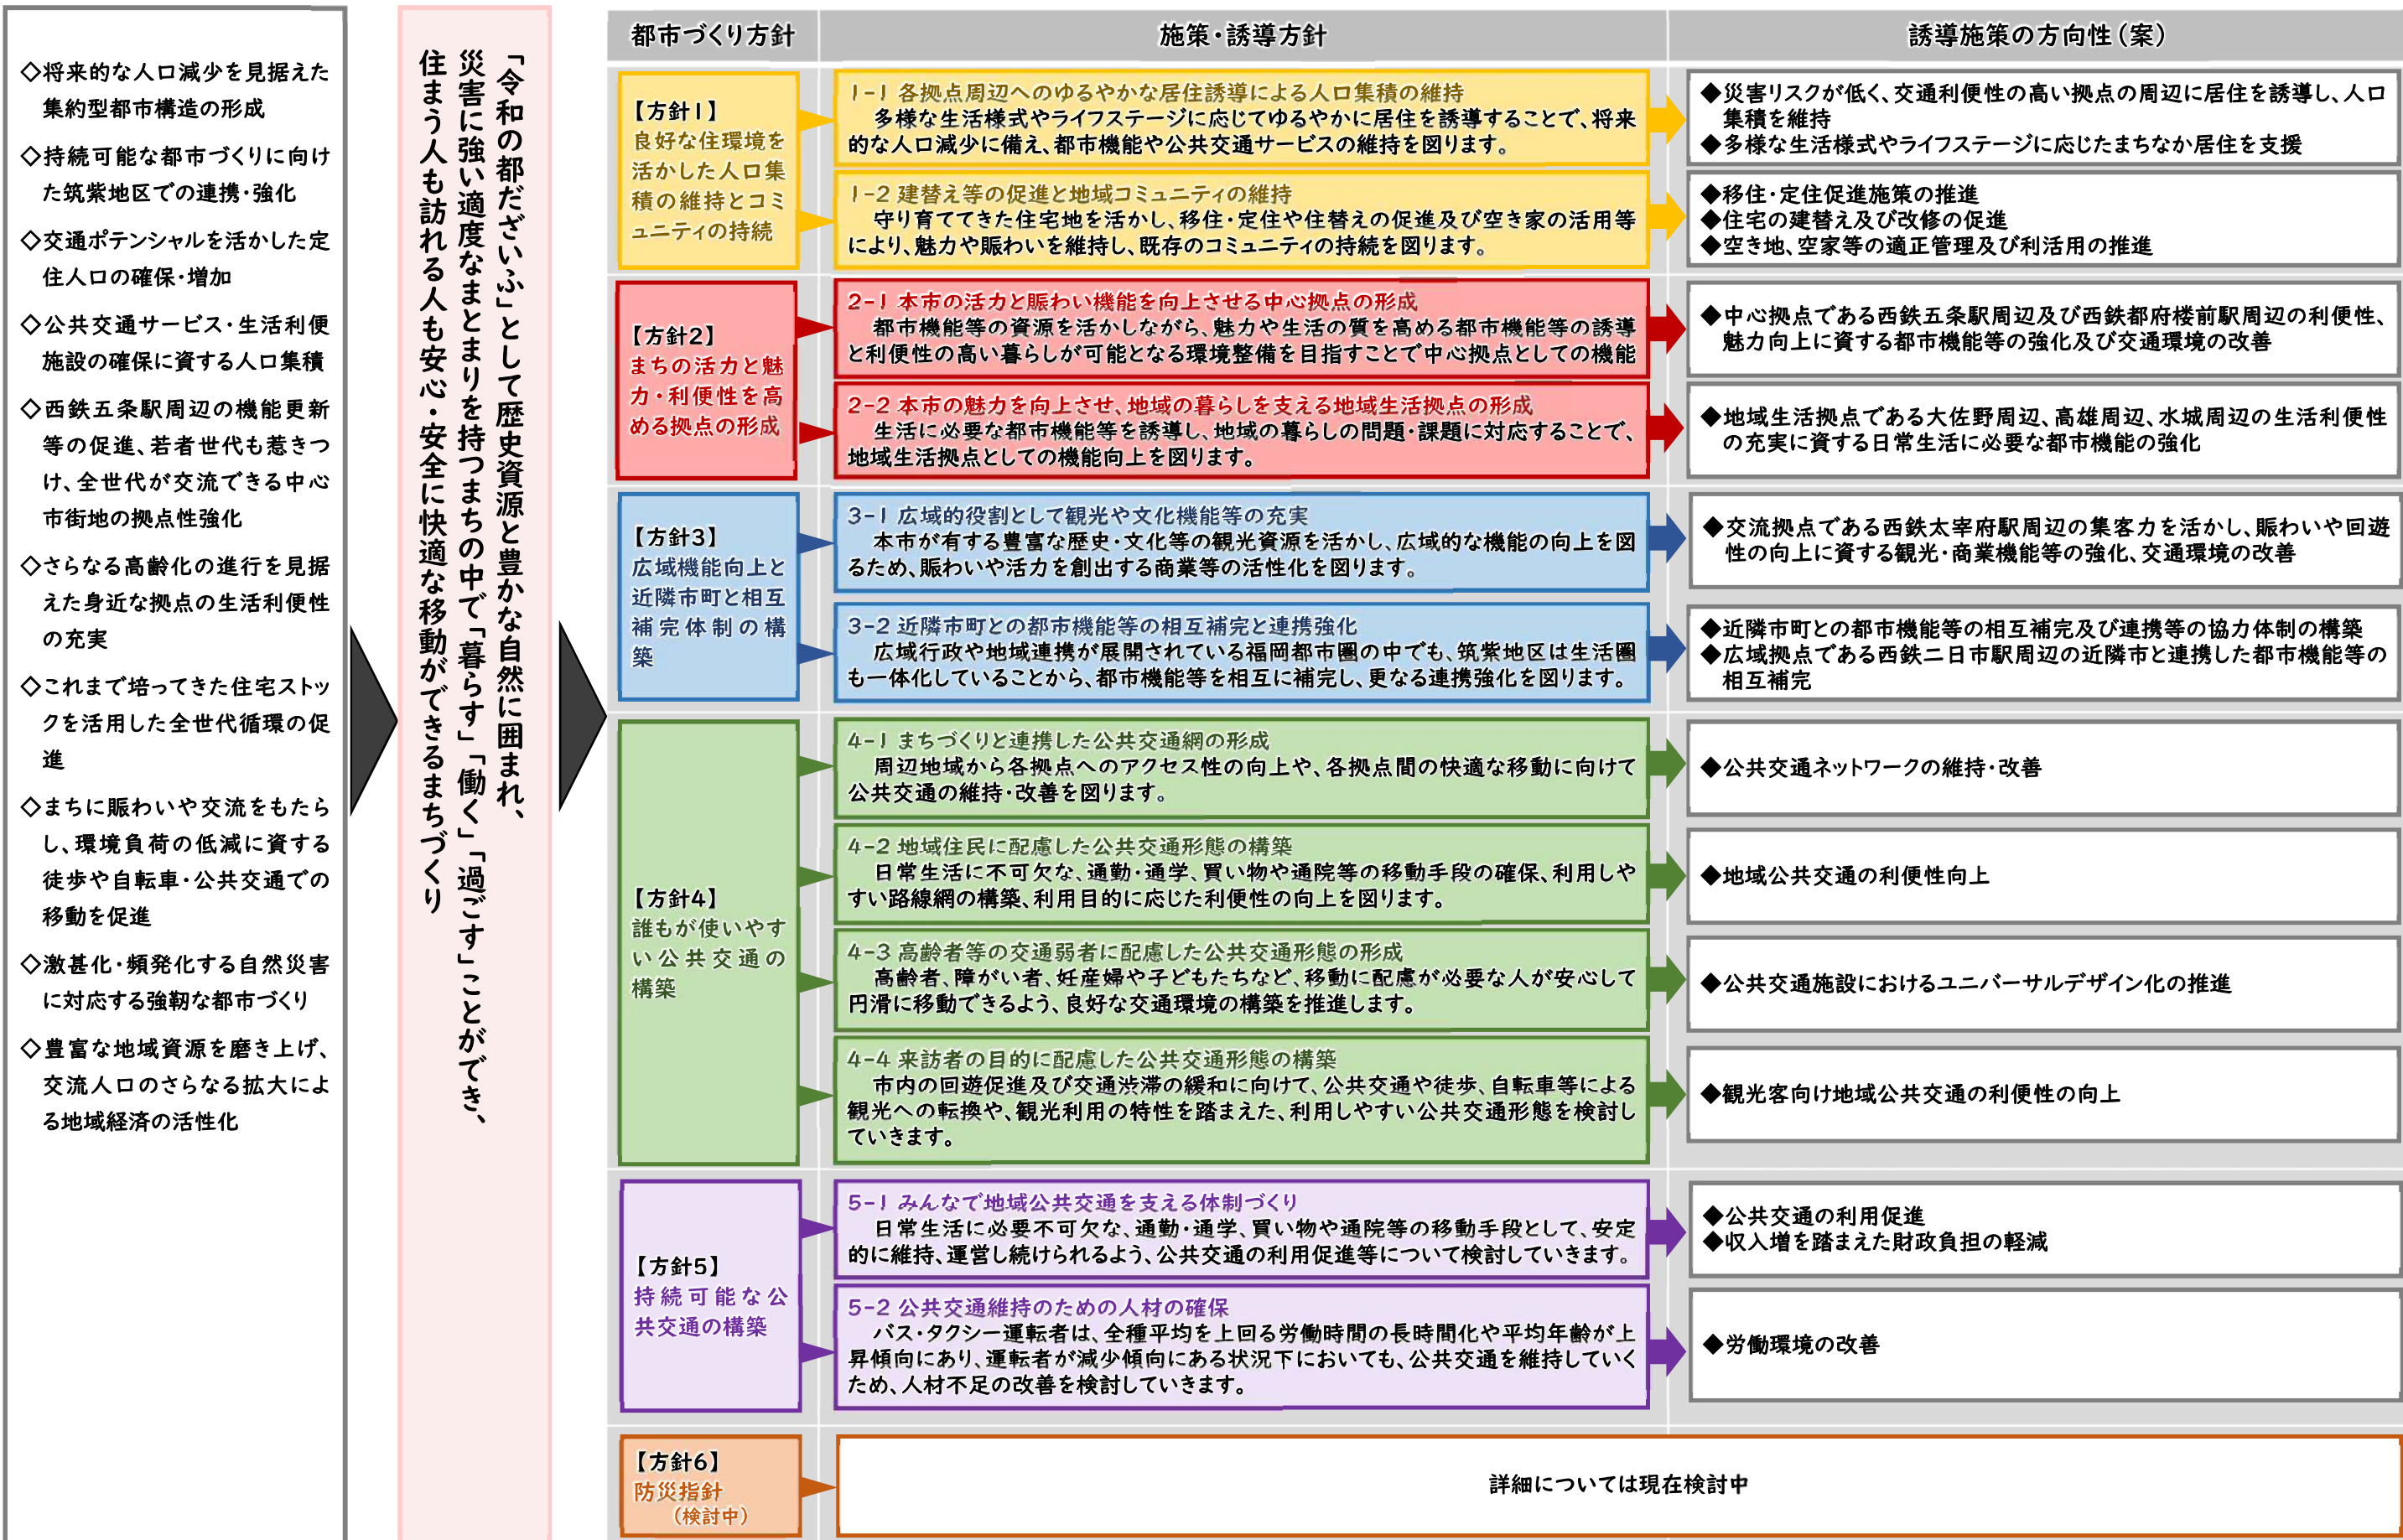 ◇将来的な人口減少を見据えた
集約型都市構造の形成
◇持続可能な都市づくりに向け
た筑紫地区での連携・強化
◇交通ポテンシャルを活かした定
住人口の確保・増加
◇公共交通サービス・生活利便
施設の確保に資する人口集積
◇西鉄五条駅周辺の機能更新
等の促進、若者世代も惹きつ
け、全世代が交流できる中心
市街地の拠点性強化
◇さらなる高齢化の進行を見据
えた身近な拠点の生活利便性
の充実
◇これまで培ってきた住宅ストッ
クを活用した全世代循環の促
進
◇まちに賑わいや交流をもたら
し、環境負荷の低減に資する
徒歩や自転車・公共交通での
移動を促進
◇激甚化・頻発化する自然災害
に対応する強靭な都市づくり
◇豊富な地域資源を磨き上げ、
交流人口のさらなる拡大によ
る地域経済の活性化
「令和の都だざいふ」として歴史資源と豊かな自然に囲まれ、
災害に強い適度なまとまりを持つまちの中で「暮らす」「働く」「過ごす」ことができ、
住まう人も訪れる人も安心・安全に快適な移動ができるまちづくり
都市づくり方針
施策・誘導方針
誘導施策の方向性（案）
【方針1】
良好な住環境を
活かした人口集
積の維持とコミ
ュニティの持続
1-1 各拠点周辺へのゆるやかな居住誘導による人口集積の維持
多様な生活様式やライフステージに応じてゆるやかに居住を誘導することで、将来
的な人口減少に備え、都市機能や公共交通サービスの維持を図ります。
◆災害リスクが低く、交通利便性の高い拠点の周辺に居住を誘導し、人口
集積を維持
◆多様な生活様式やライフステージに応じたまちなか居住を支援
1-2 建替え等の促進と地域コミュニティの維持
守り育ててきた住宅地を活かし、移住・定住や住替えの促進及び空き家の活用等
により、魅力や賑わいを維持し、既存のコミュニティの持続を図ります。
◆移住・定住促進施策の推進
◆住宅の建替え及び改修の促進
◆空き地、空家等の適正管理及び利活用の推進
【方針2】
まちの活力と魅
力・利便性を高
める拠点の形成
2-1 本市の活力と賑わい機能を向上させる中心拠点の形成
都市機能等の資源を活かしながら、魅力や生活の質を高める都市機能等の誘導
と利便性の高い暮らしが可能となる環境整備を目指すことで中心拠点としての機能
◆中心拠点である西鉄五条駅周辺及び西鉄都府楼前駅周辺の利便性、
魅力向上に資する都市機能等の強化及び交通環境の改善
2-2 本市の魅力を向上させ、地域の暮らしを支える地域生活拠点の形成
生活に必要な都市機能等を誘導し、地域の暮らしの問題・課題に対応することで、
地域生活拠点としての機能向上を図ります。
◆地域生活拠点である大佐野周辺、高雄周辺、水城周辺の生活利便性
の充実に資する日常生活に必要な都市機能の強化
【方針3】
広域機能向上と
近隣市町と相互
補完体制の構
築
3-1 広域的役割として観光や文化機能等の充実
本市が有する豊富な歴史・文化等の観光資源を活かし、広域的な機能の向上を図
るため、賑わいや活力を創出する商業等の活性化を図ります。
◆交流拠点である西鉄太宰府駅周辺の集客力を活かし、賑わいや回遊
性の向上に資する観光・商業機能等の強化、交通環境の改善
3-2 近隣市町との都市機能等の相互補完と連携強化
広域行政や地域連携が展開されている福岡都市圏の中でも、筑紫地区は生活圏
も一体化していることから、都市機能等を相互に補完し、更なる連携強化を図ります。
◆近隣市町との都市機能等の相互補完及び連携等の協力体制の構築
◆広域拠点である西鉄二日市駅周辺の近隣市と連携した都市機能等の
相互補完
【方針4】
誰もが使いやす
い公共交通の
構築
4-1 まちづくりと連携した公共交通網の形成
周辺地域から各拠点へのアクセス性の向上や、各拠点間の快適な移動に向けて
公共交通の維持・改善を図ります。
◆公共交通ネットワークの維持・改善
4-2 地域住民に配慮した公共交通形態の構築
日常生活に不可欠な、通勤・通学、買い物や通院等の移動手段の確保、利用しや
すい路線網の構築、利用目的に応じた利便性の向上を図ります。
◆地域公共交通の利便性向上
4-3 高齢者等の交通弱者に配慮した公共交通形態の形成
高齢者、障がい者、妊産婦や子どもたちなど、移動に配慮が必要な人が安心して
円滑に移動できるよう、良好な交通環境の構築を推進します。
◆公共交通施設におけるユニバーサルデザイン化の推進
4-4 来訪者の目的に配慮した公共交通形態の構築
市内の回遊促進及び交通渋滞の緩和に向けて、公共交通や徒歩、自転車等による
観光への転換や、観光利用の特性を踏まえた、利用しやすい公共交通形態を検討し
ていきます。
◆観光客向け地域公共交通の利便性の向上
【方針5】
持続可能な公
共交通の構築
5-1 みんなで地域公共交通を支える体制づくり
日常生活に必要不可欠な、通勤・通学、買い物や通院等の移動手段として、安定
的に維持、運営し続けられるよう、公共交通の利用促進等について検討していきます。
◆公共交通の利用促進
◆収入増を踏まえた財政負担の軽減
5-2 公共交通維持のための人材の確保
バス・タクシー運転者は、全種平均を上回る労働時間の長時間化や平均年齢が上
昇傾向にあり、運転者が減少傾向にある状況下においても、公共交通を維持していく
ため、人材不足の改善を検討していきます。
◆労働環境の改善
【方針6】
防災指針
（検討中）
詳細については現在検討中